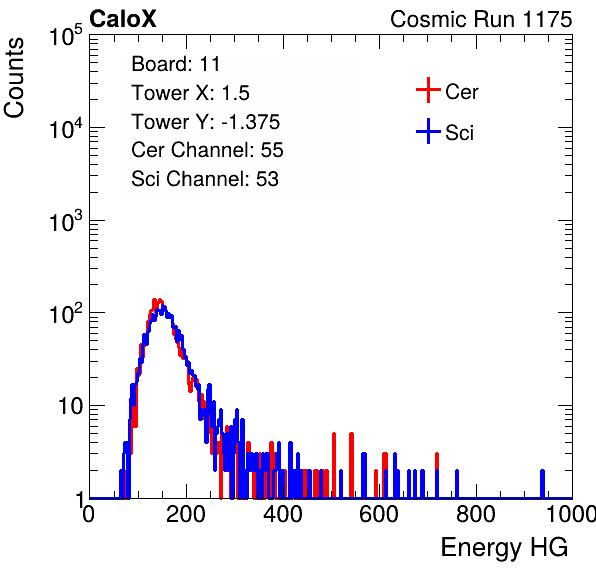 CaloX Cosmic Run 1175
Counts
10^5
10^4
10^3
10^2
10
1
Board: 11
Tower X: 1.5
Tower Y: -1.375
Cer Channel: 55
Sci Channel: 53
Cer
Sci
0 200 400 600 800 1000
Energy HG